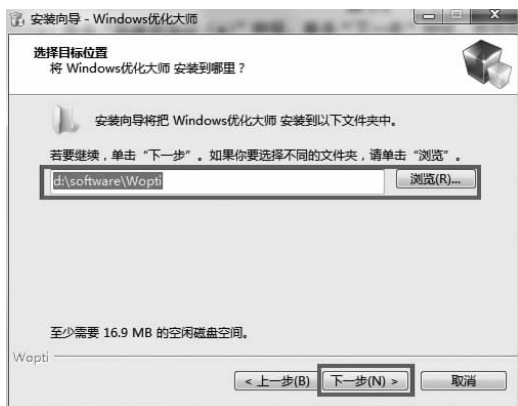 安装向导 - Windows优化大师
选择目标位置
将 Windows优化大师 安装到哪里？
安装向导将把 Windows优化大师 安装到以下文件夹中。
若要继续，单击“下一步”。如果你要选择不同的文件夹，请单击“浏览”。
d:\software\Wopti
浏览(R)...
至少需要 16.9 MB 的空闲磁盘空间。
Wopti
< 上一步(B)
下一步(N) >
取消